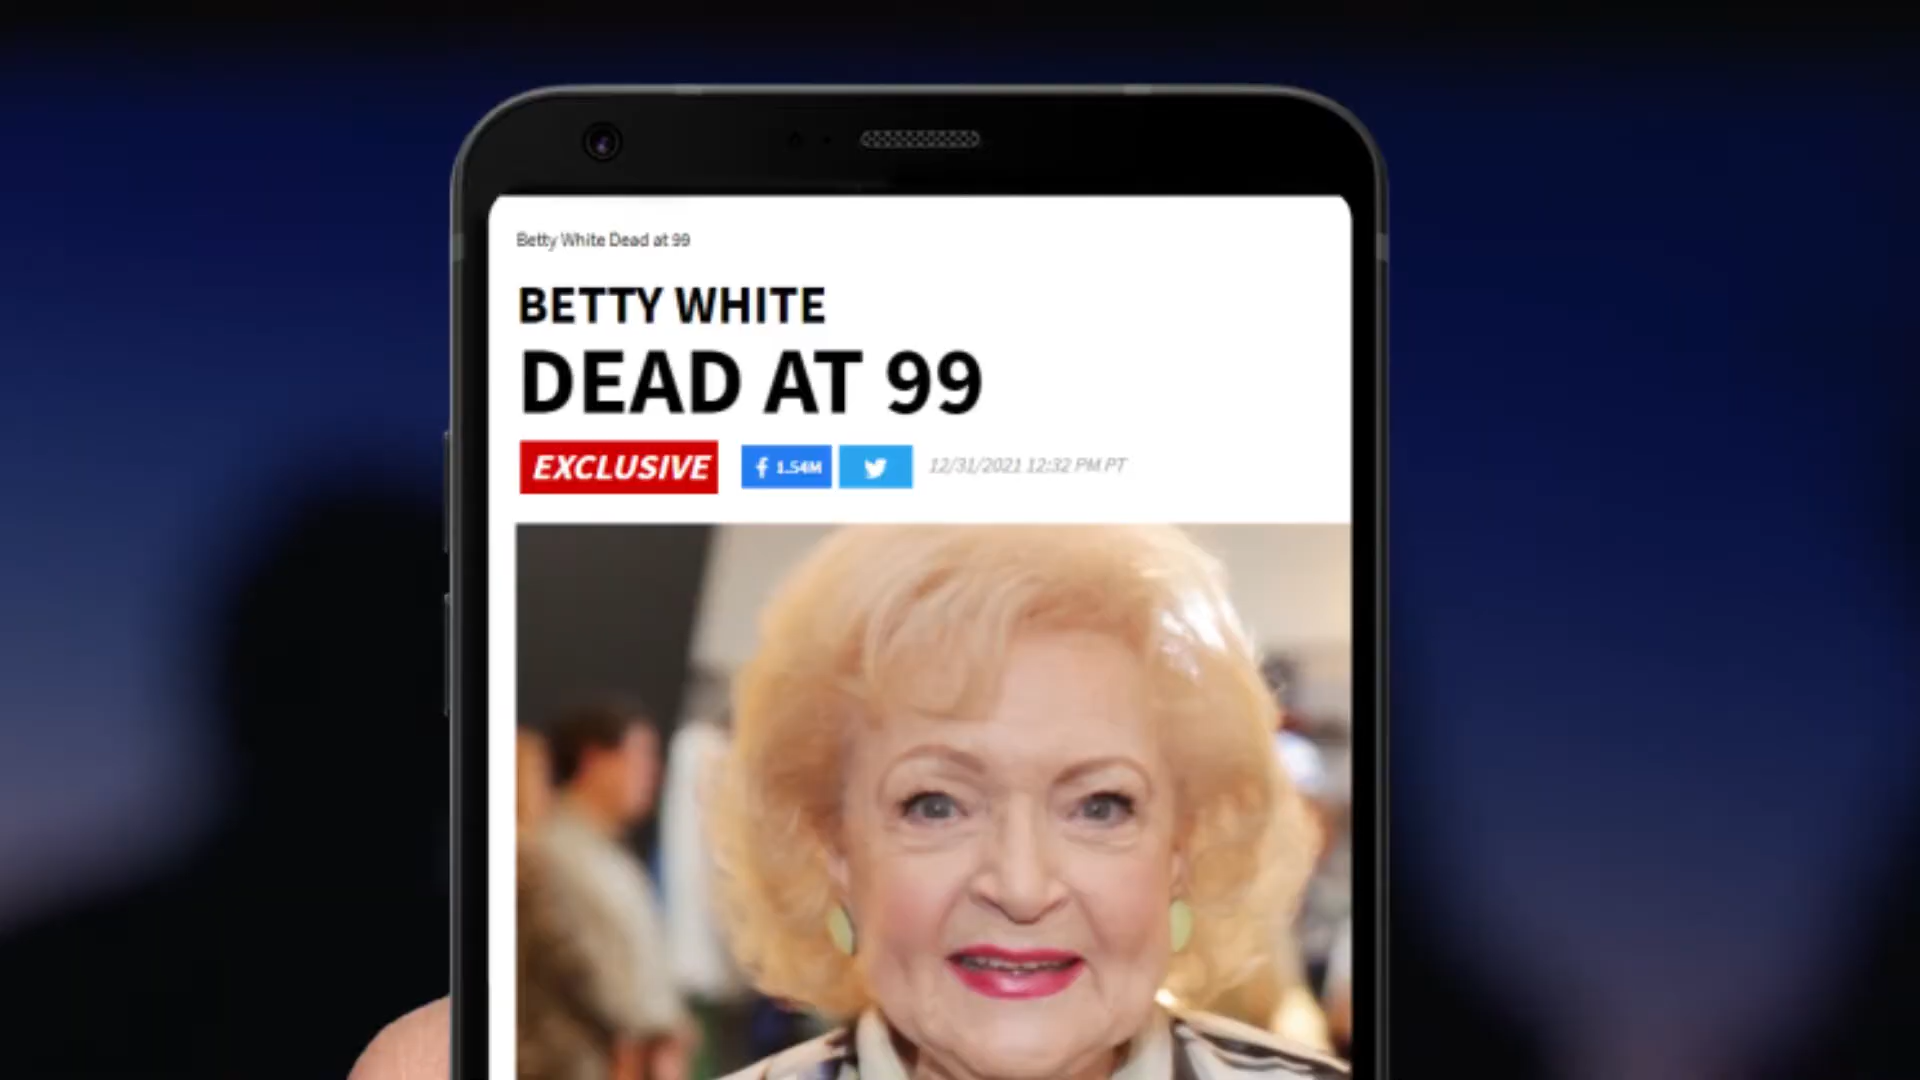 Betty White Dead at 99
BETTY WHITE
DEAD AT 99
EXCLUSIVE f 1.54M 12/31/2021 12:32 PM PT